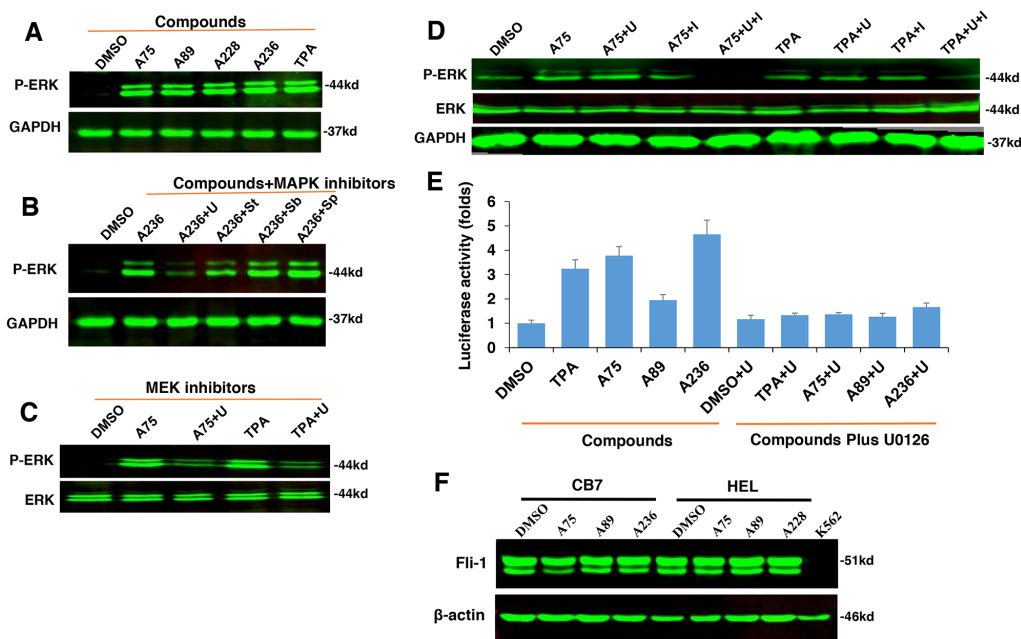 A
Compounds
DMSO
A75
A89
A228
A236
TPA
P-ERK
-44kd
GAPDH
-37kd
B
Compounds+MAPK inhibitors
DMSO
A236
A236+U
A236+St
A236+Sb
A236+Sp
P-ERK
-44kd
GAPDH
-37kd
C
MEK inhibitors
DMSO
A75
A75+U
TPA
TPA+U
P-ERK
-44kd
ERK
-44kd
D
DMSO
A75
A75+U
A75+I
A75+U+I
TPA
TPA+U
TPA+I
TPA+U+I
P-ERK
-44kd
ERK
-44kd
GAPDH
-37kd
E
Luciferase activity (folds)
6
5
4
3
2
1
0
DMSO
TPA
A75
A89
A236
DMSO+U
TPA+U
A75+U
A89+U
A236+U
Compounds
Compounds Plus U0126
F
CB7
HEL
DMSO
A75
A89
A236
DMSO
A75
A89
A228
K562
Fli-1
-51kd
β-actin
-46kd